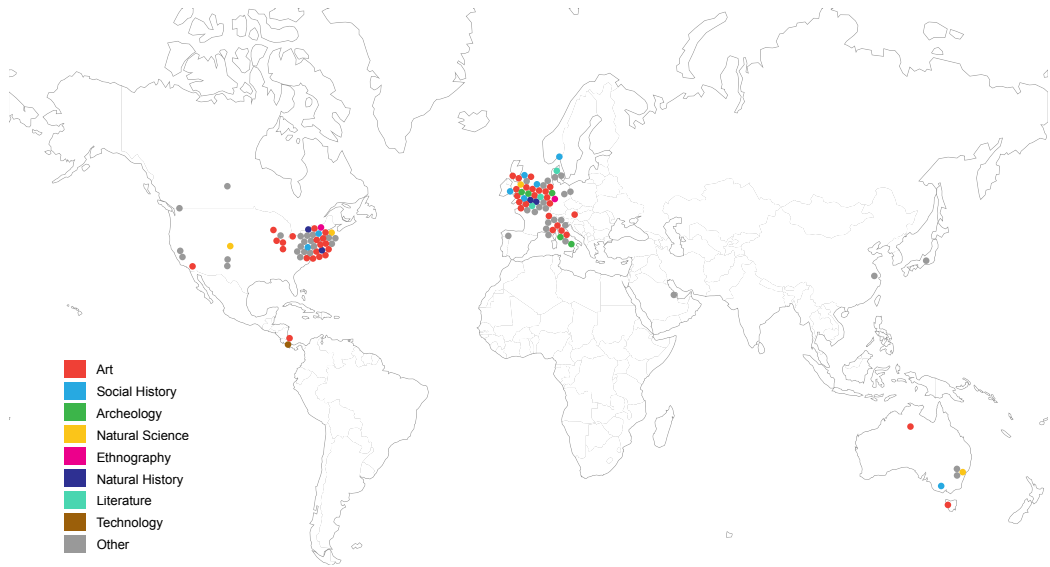 Art
Social History
Archeology
Natural Science
Ethnography
Natural History
Literature
Technology
Other